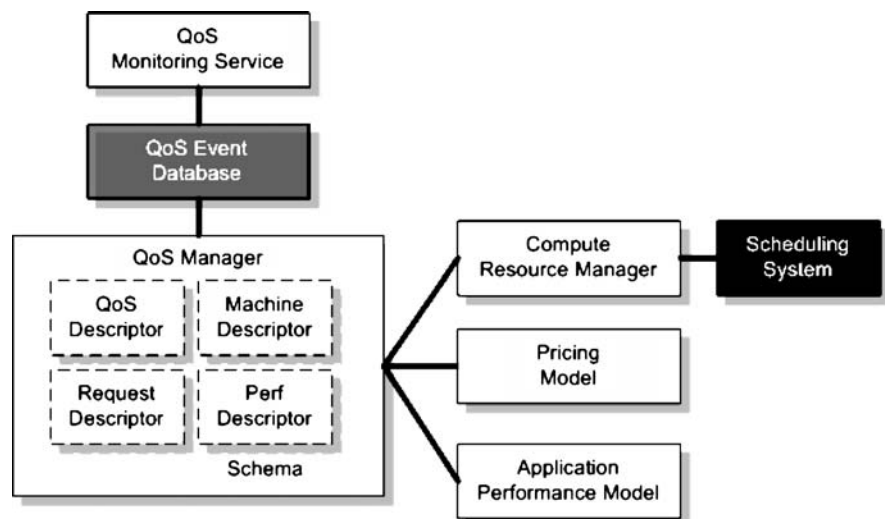 QoS
Monitoring Service
QoS Event
Database
QoS Manager
QoS
Descriptor
Machine
Descriptor
Request
Descriptor
Perf
Descriptor
Schema
Compute
Resource Manager
Scheduling
System
Pricing
Model
Application
Performance Model